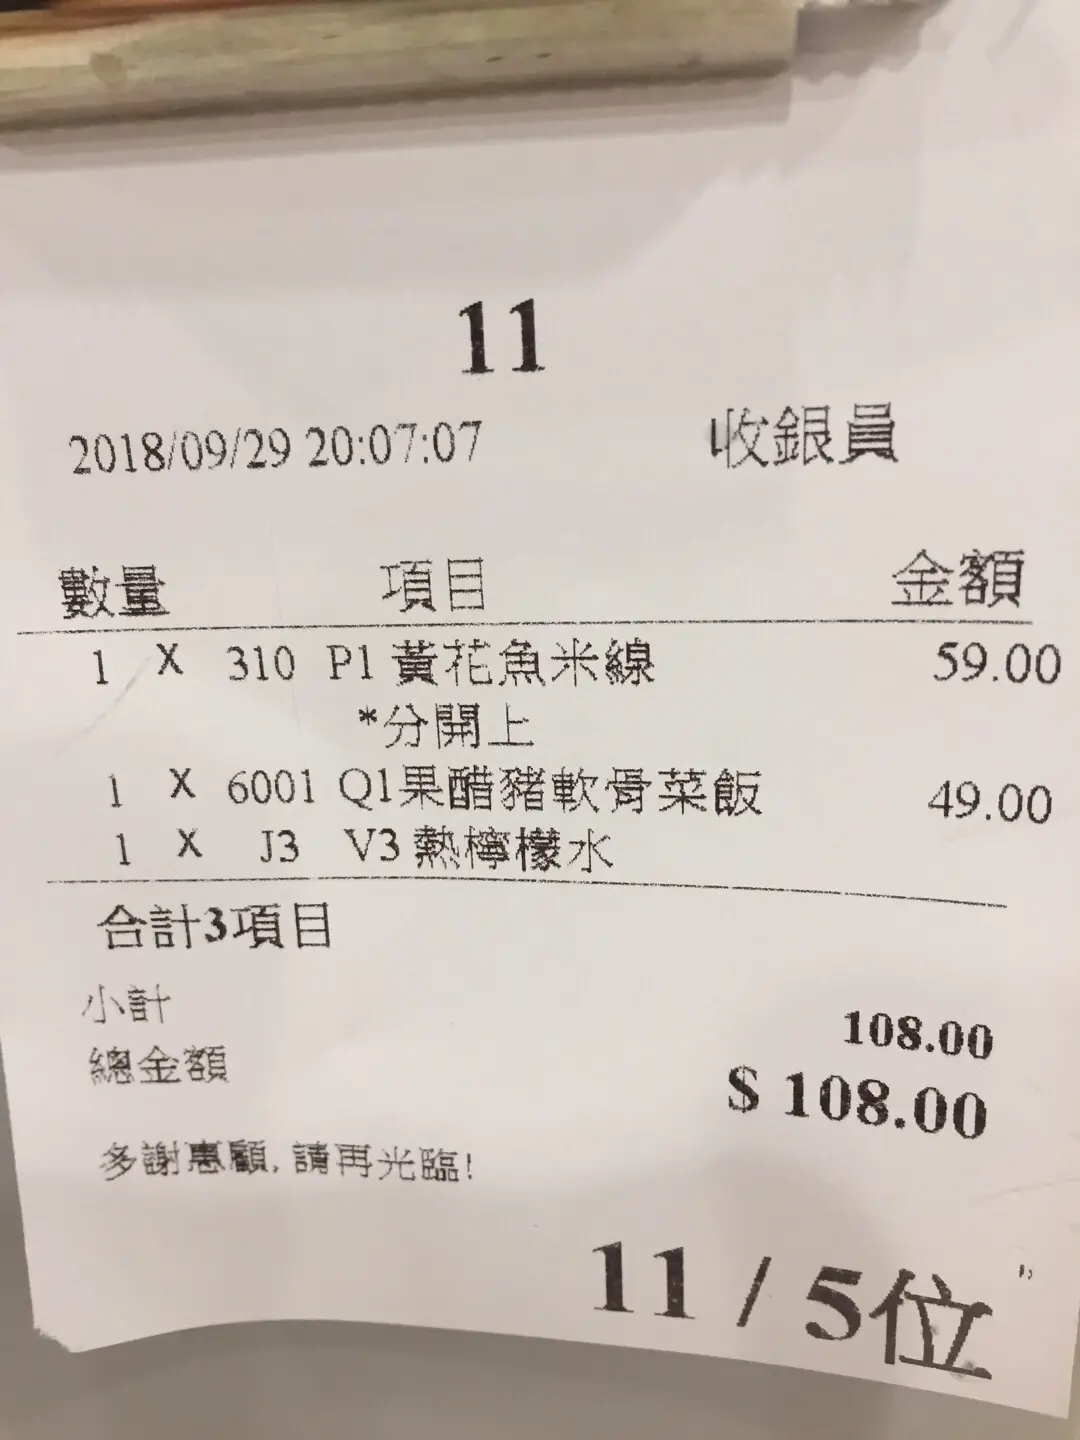 11
2018/09/29 20:07:07 收銀員
數量 項目 金額
1 X 310 P1 黃花魚米線 59.00
*分開上
1 X 6001 Q1果醋豬軟骨菜飯 49.00
1 X J3 V3 熱檸檬水
合計3項目
小計 108.00
總金額 $ 108.00
多謝惠顧,請再光臨!
11 / 5位